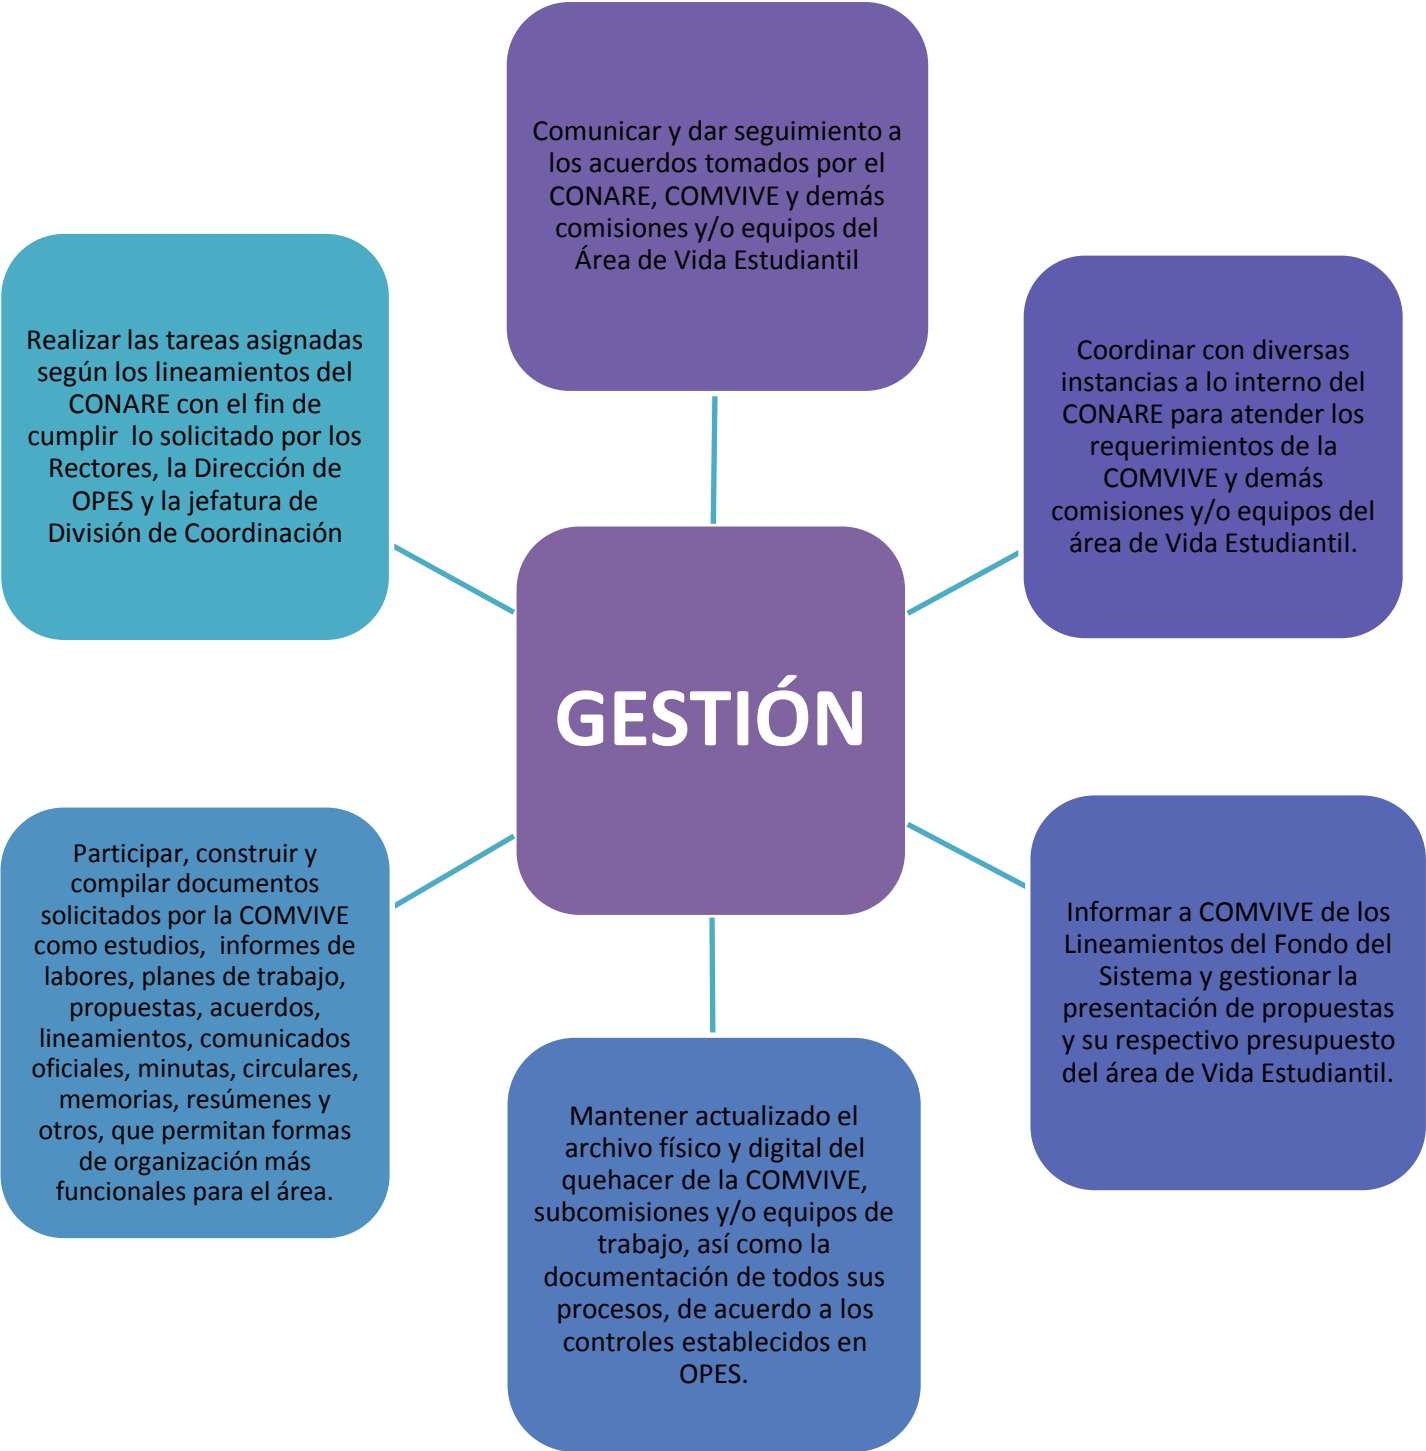 Comunicar y dar seguimiento a
los acuerdos tomados por el
CONARE, COMVIVE y demás
comisiones y/o equipos del
Área de Vida Estudiantil
Coordinar con diversas
instancias a lo interno del
CONARE para atender los
requerimientos de la
COMVIVE y demás
comisiones y/o equipos del
área de Vida Estudiantil.
Informar a COMVIVE de los
Lineamientos del Fondo del
Sistema y gestionar la
presentación de propuestas
y su respectivo presupuesto
del área de Vida Estudiantil.
Mantener actualizado el
archivo físico y digital del
quehacer de la COMVIVE,
subcomisiones y/o equipos de
trabajo, así como la
documentación de todos sus
procesos, de acuerdo a los
controles establecidos en
OPES.
Participar, construir y
compilar documentos
solicitados por la COMVIVE
como estudios,  informes de
labores, planes de trabajo,
propuestas, acuerdos,
lineamientos, comunicados
oficiales, minutas, circulares,
memorias, resúmenes y
otros, que permitan formas
de organización más
funcionales para el área.
Realizar las tareas asignadas
según los lineamientos del
CONARE con el fin de
cumplir  lo solicitado por los
Rectores, la Dirección de
OPES y la jefatura de
División de Coordinación
GESTIÓN